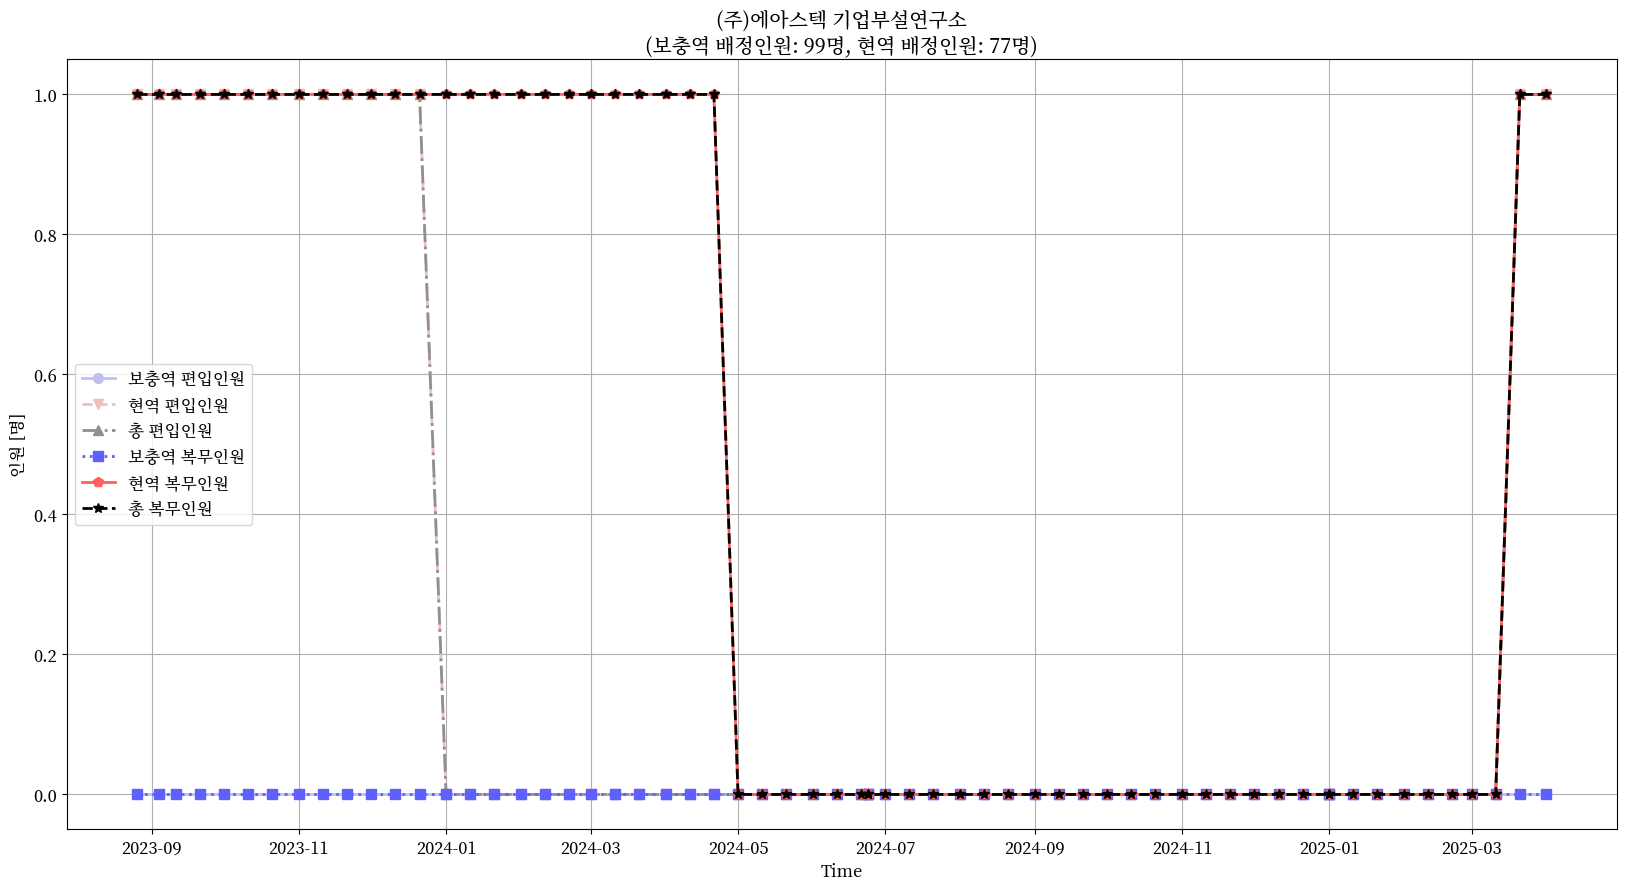 (주)에아스텍 기업부설연구소
(보충역 배정인원: 99명, 현역 배정인원: 77명)
인원 [명]
1.0
0.8
0.6
0.4
0.2
0.0
보충역 편입인원
현역 편입인원
총 편입인원
보충역 복무인원
현역 복무인원
총 복무인원
2023-09 2023-11 2024-01 2024-03 2024-05 2024-07 2024-09 2024-11 2025-01 2025-03
Time